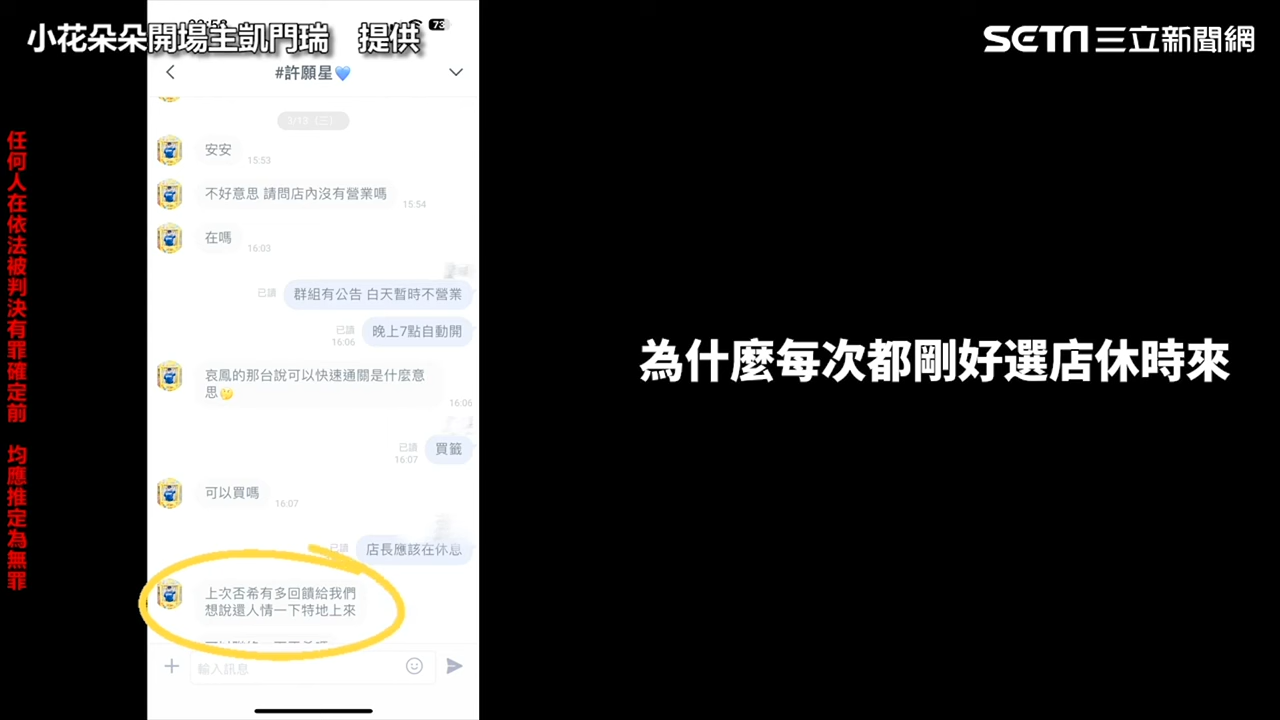 小花朵朵開場主凱門瑞 提供
73
SETN三立新聞網
#許願星💙
3/18（三）
安安
15:53
不好意思 請問店內沒有營業嗎
15:54
在嗎
16:03
已讀
群組有公告 白天暫時不營業
已讀
16:06
晚上7點自動開
哀鳳的那台說可以快速通關是什麼意
思🤔
16:06
已讀
16:07
買籤
可以買嗎
16:07
已讀
店長應該在休息
上次否希有多回饋給我們
想說還人情一下特地上來
輸入訊息
為什麼每次都剛好選店休時來
任何人在依法被判決有罪確定前 均應推定為無罪